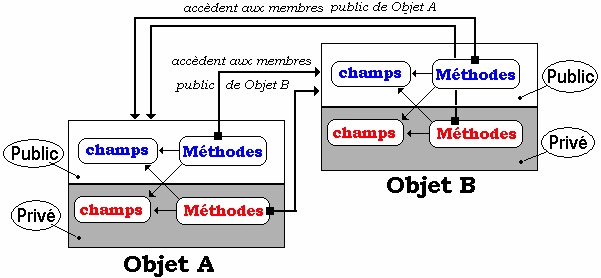 accèdent aux membres public de Objet A
accèdent aux membres
public de Objet B
champs
Méthodes
Public
champs
Méthodes
Privé
Objet B
Public
champs
Méthodes
Privé
champs
Méthodes
Objet A